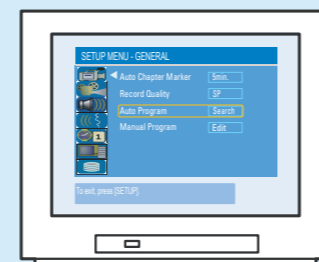 SETUP MENU - GENERAL
Auto Chapter Marker 5min.
Record Quality SP
Auto Program Search
Manual Program Edit
1
To exit, press [SETUP]